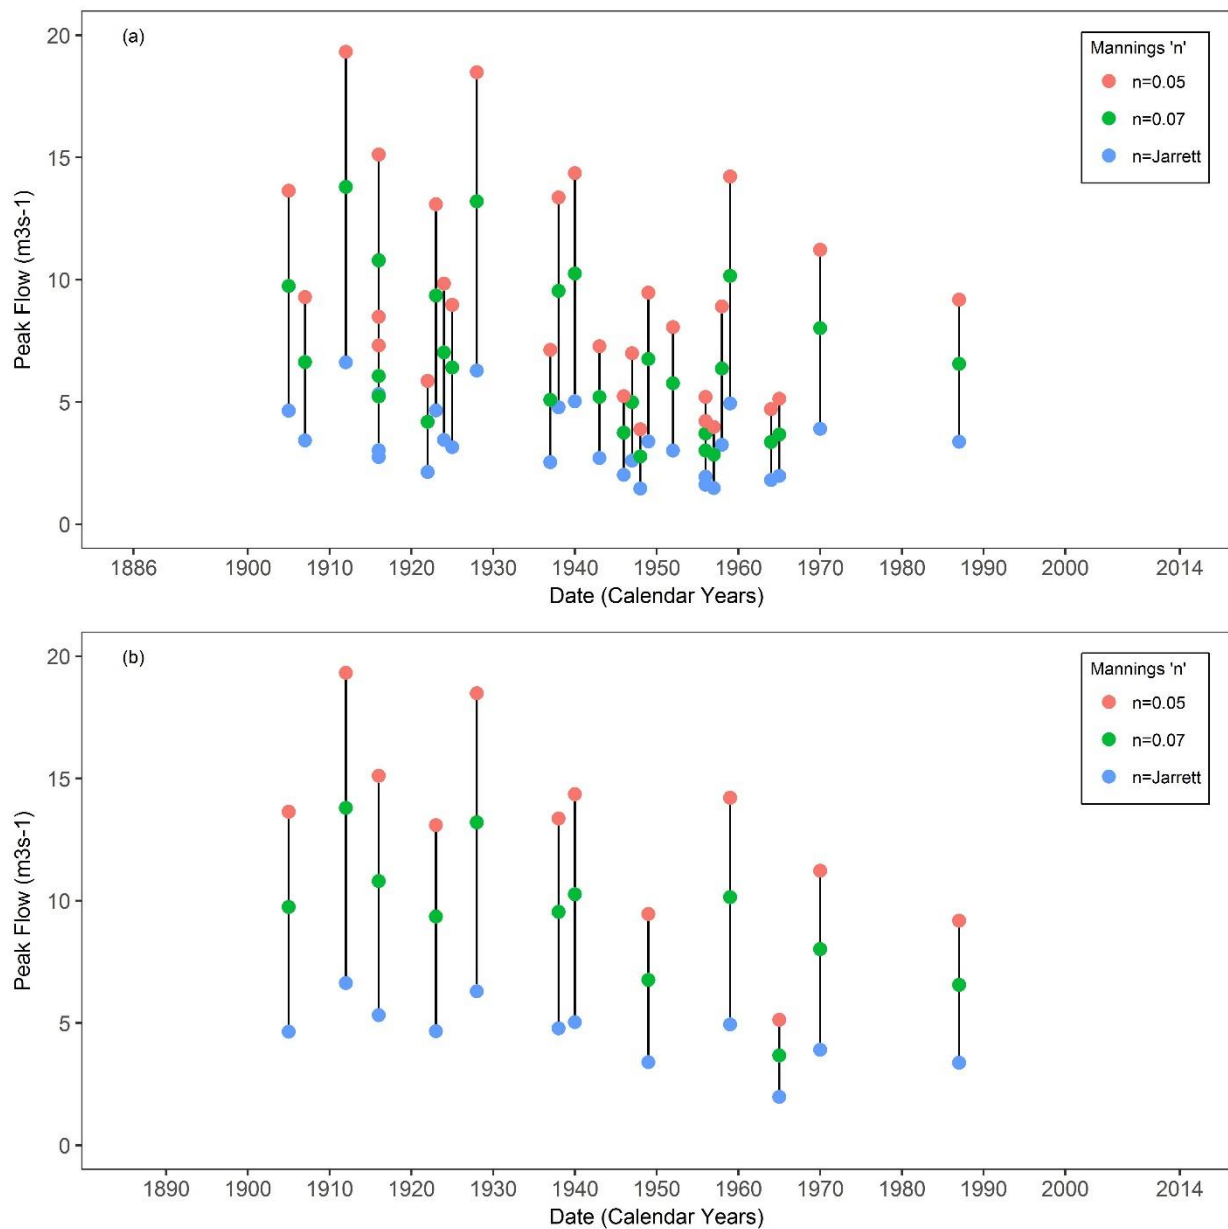 (a)
Mannings 'n'
n=0.05
n=0.07
n=Jarrett
Peak Flow (m3s-1)
20
15
10
5
0
1886 1900 1910 1920 1930 1940 1950 1960 1970 1980 1990 2000 2014
Date (Calendar Years)
(b)
Mannings 'n'
n=0.05
n=0.07
n=Jarrett
Peak Flow (m3s-1)
20
15
10
5
0
1890 1900 1910 1920 1930 1940 1950 1960 1970 1980 1990 2000 2014
Date (Calendar Years)